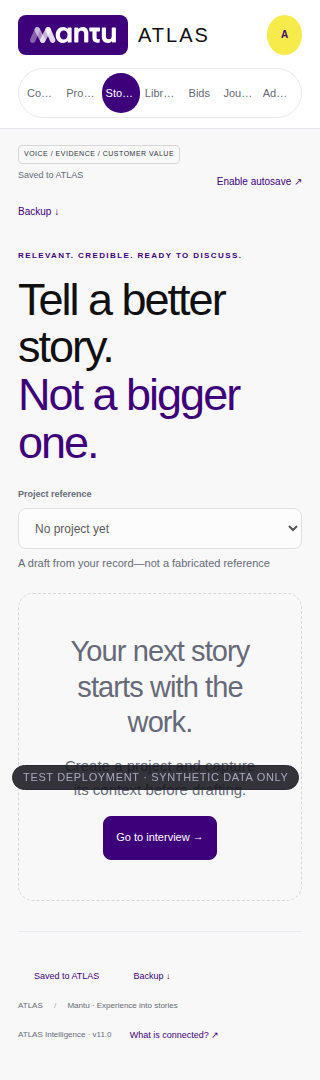 mantu ATLAS A
Co… Pro… Sto… Libr… Bids Jou… Ad…
VOICE / EVIDENCE / CUSTOMER VALUE
Saved to ATLAS
Enable autosave ↗
Backup ↓
RELEVANT. CREDIBLE. READY TO DISCUSS.
Tell a better
story.
Not a bigger
one.
Project reference
No project yet
A draft from your record—not a fabricated reference
Your next story
starts with the
work.
Create a project and capture
TEST DEPLOYMENT · SYNTHETIC DATA ONLY
its context before drafting.
Go to interview →
Saved to ATLAS Backup ↓
ATLAS / Mantu · Experience into stories
ATLAS Intelligence · v11.0 What is connected? ↗